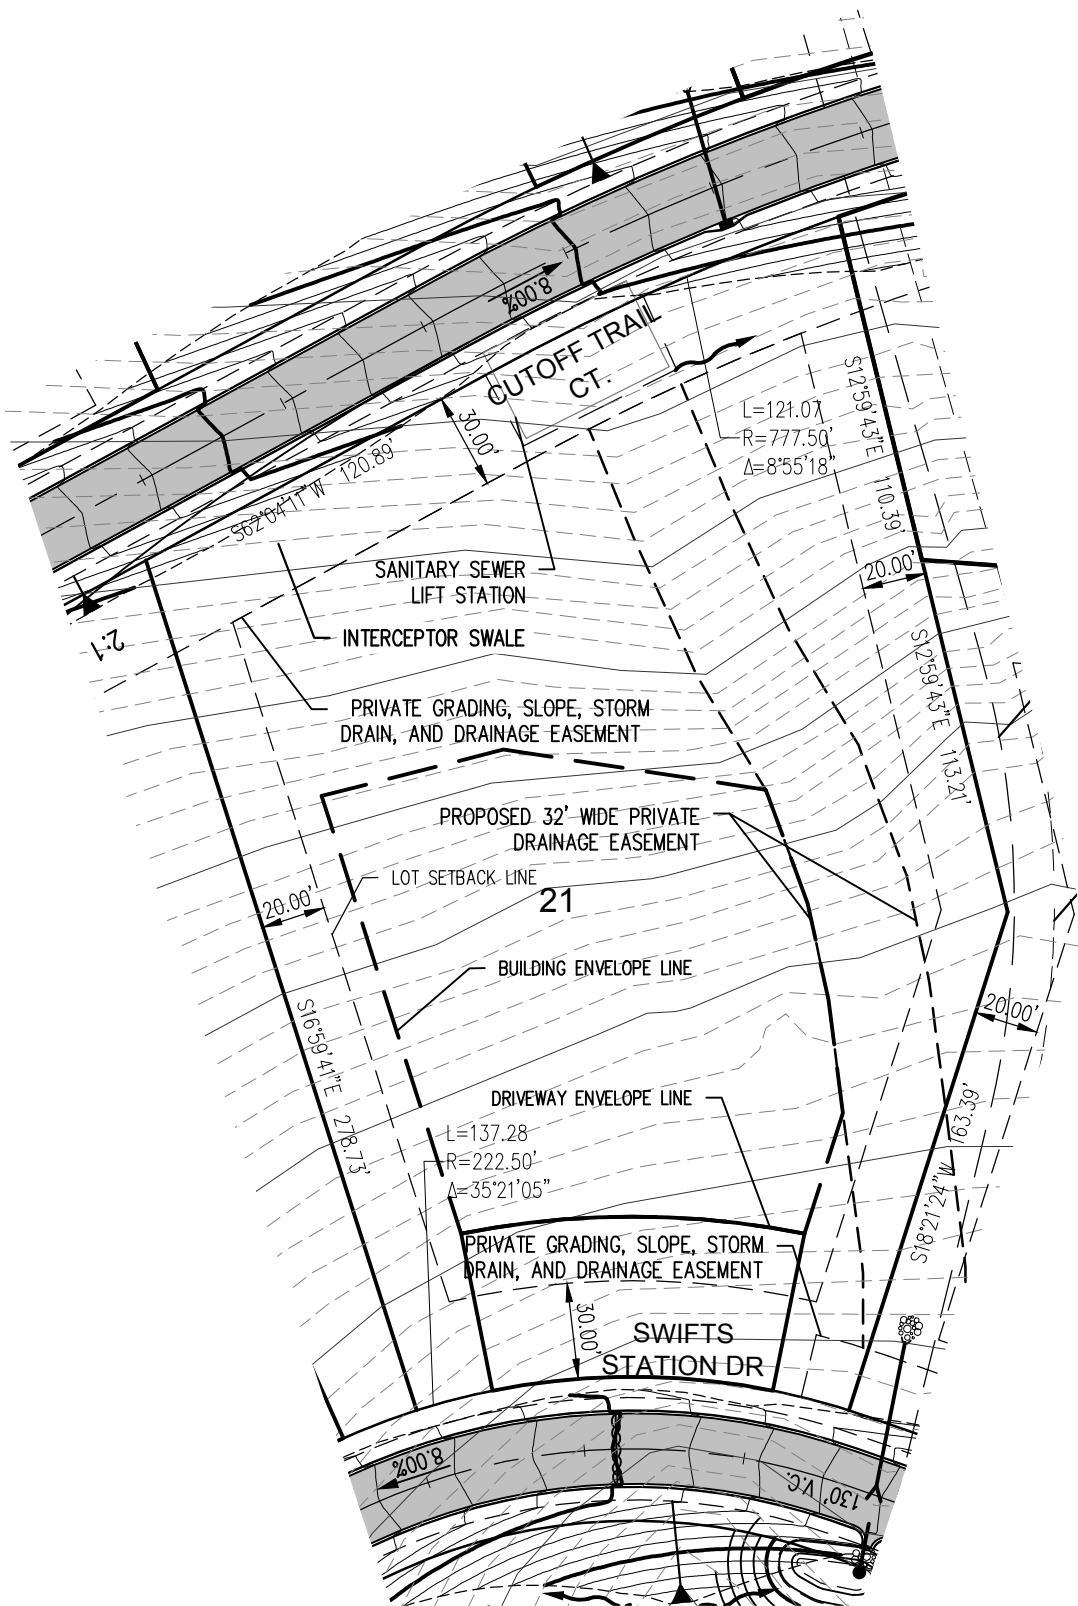 8.00%
CUTOFF TRAIL
CT.
30.00'
S62°04'11"W 120.89'
L=121.07'
R=777.50'
Δ=8°55'18"
S12°59'43"E 110.39'
20.00'
SANITARY SEWER
LIFT STATION
INTERCEPTOR SWALE
2:1
PRIVATE GRADING, SLOPE, STORM
DRAIN, AND DRAINAGE EASEMENT
S12°59'43"E 113.21'
PROPOSED 32' WIDE PRIVATE
DRAINAGE EASEMENT
LOT SETBACK LINE
21
20.00'
BUILDING ENVELOPE LINE
20.00'
S16°59'41"E 278.73'
DRIVEWAY ENVELOPE LINE
L=137.28
R=222.50'
Δ=35°21'05"
S18°21'24"W 163.39'
PRIVATE GRADING, SLOPE, STORM
DRAIN, AND DRAINAGE EASEMENT
30.00'
SWIFTS
STATION DR
8.00%
130' V.C.